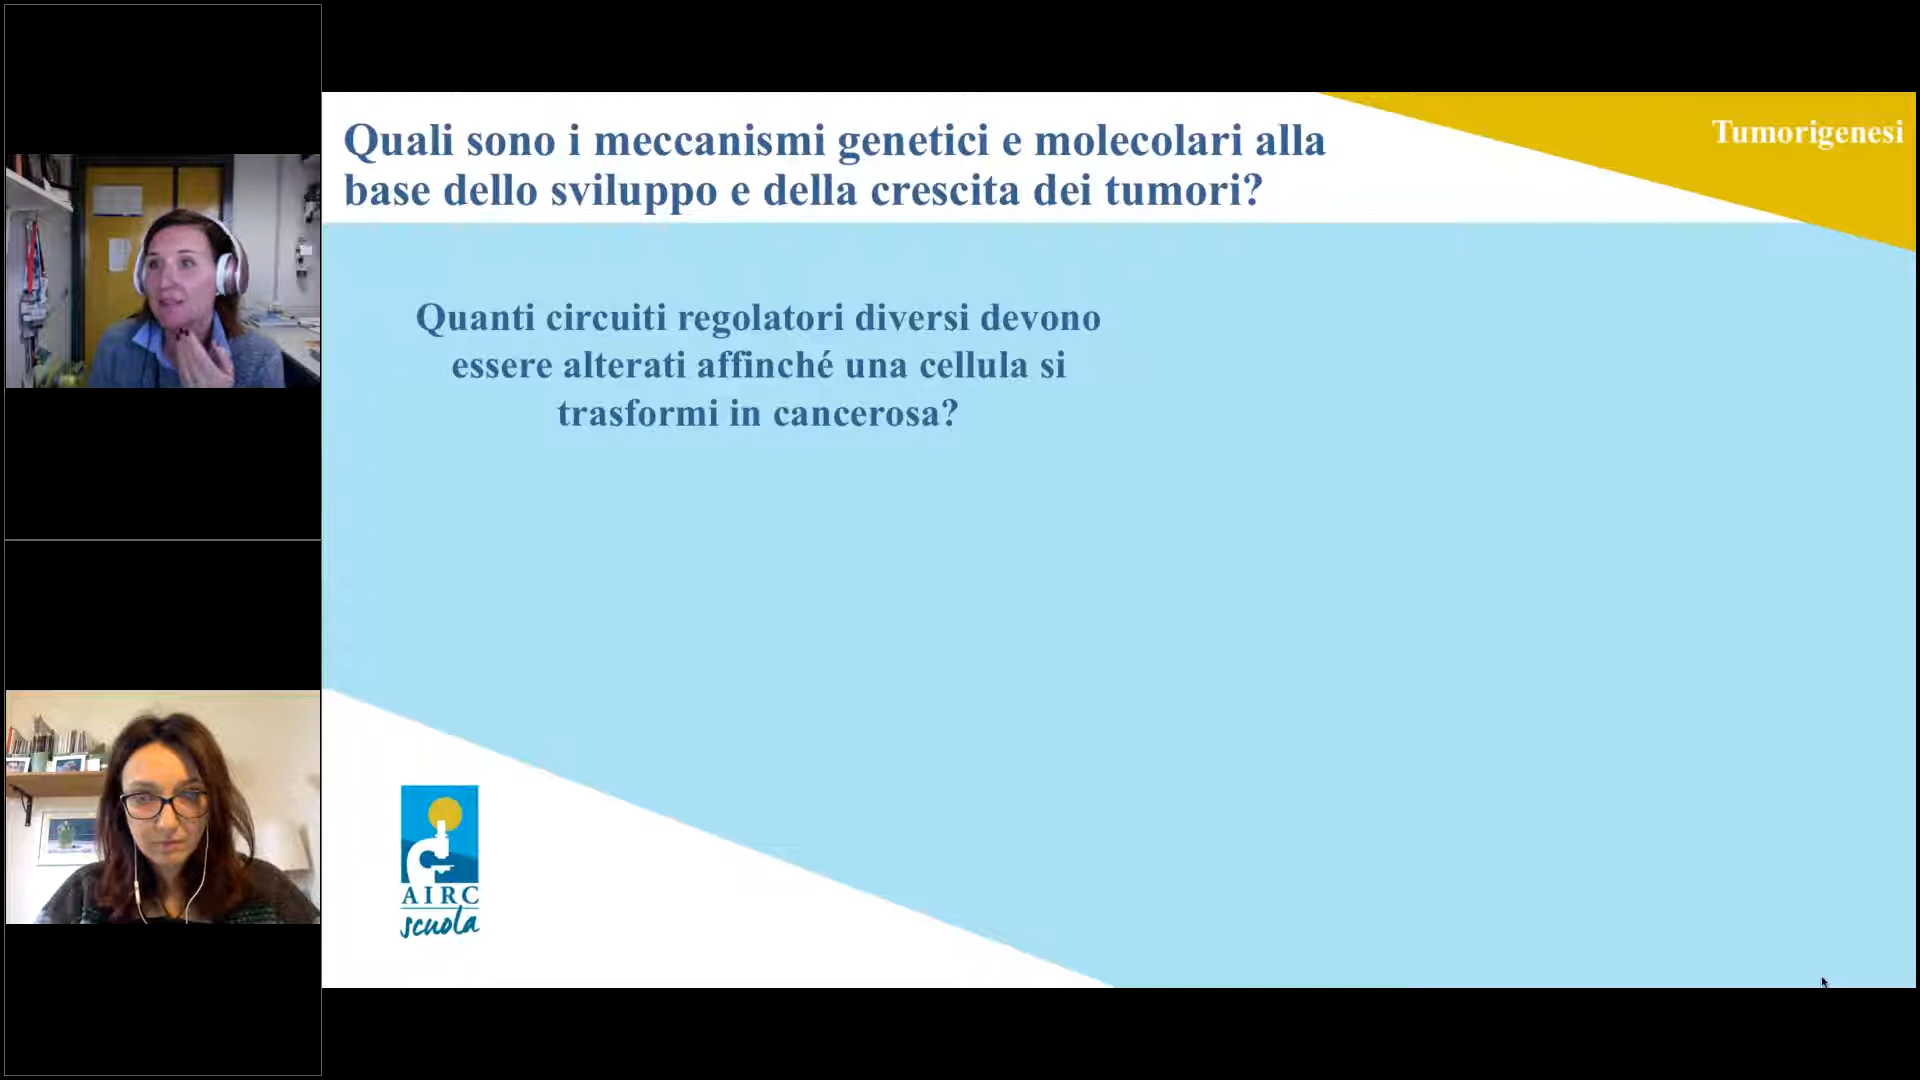 Quali sono i meccanismi genetici e molecolari alla
base dello sviluppo e della crescita dei tumori?
Tumorigenesi
Quanti circuiti regolatori diversi devono
essere alterati affinché una cellula si
trasformi in cancerosa?
AIRC
scuola